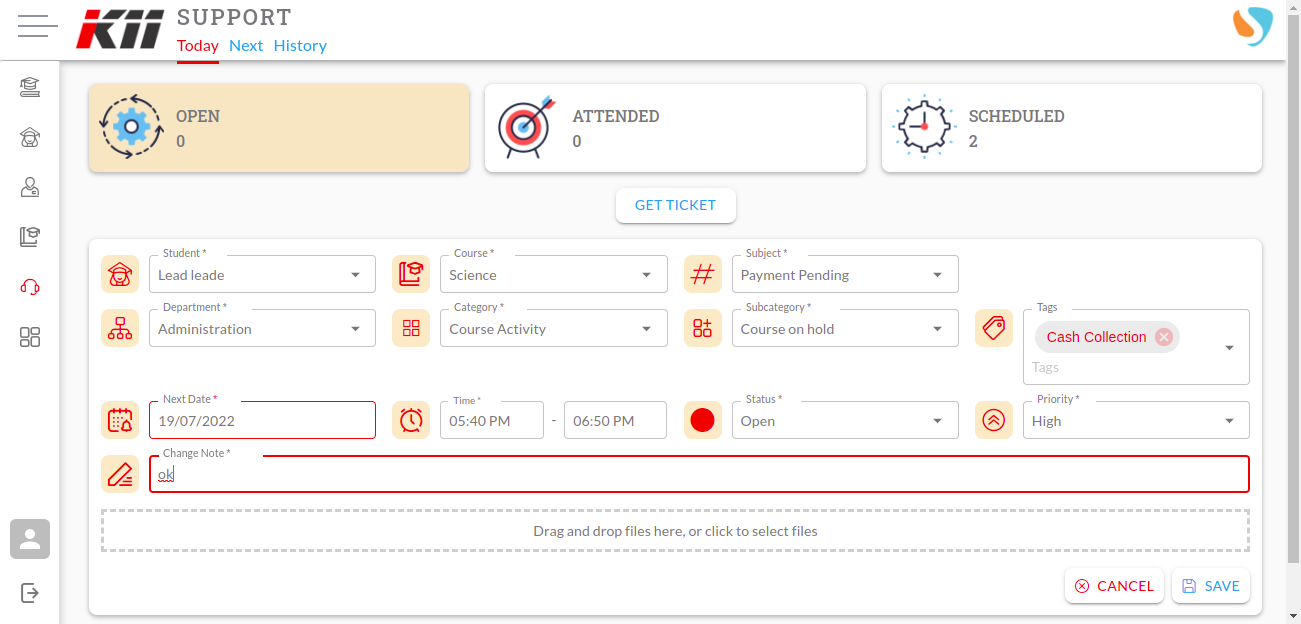 KII SUPPORT
Today Next History
OPEN
0
ATTENDED
0
SCHEDULED
2
GET TICKET
Student * Course * Subject *
Lead leade Science Payment Pending
Department * Category * Subcategory * Tags
Administration Course Activity Course on hold Cash Collection
Tags
Next Date * Time * Status * Priority *
19/07/2022 05:40 PM - 06:50 PM Open High
Change Note *
ok
Drag and drop files here, or click to select files
CANCEL SAVE